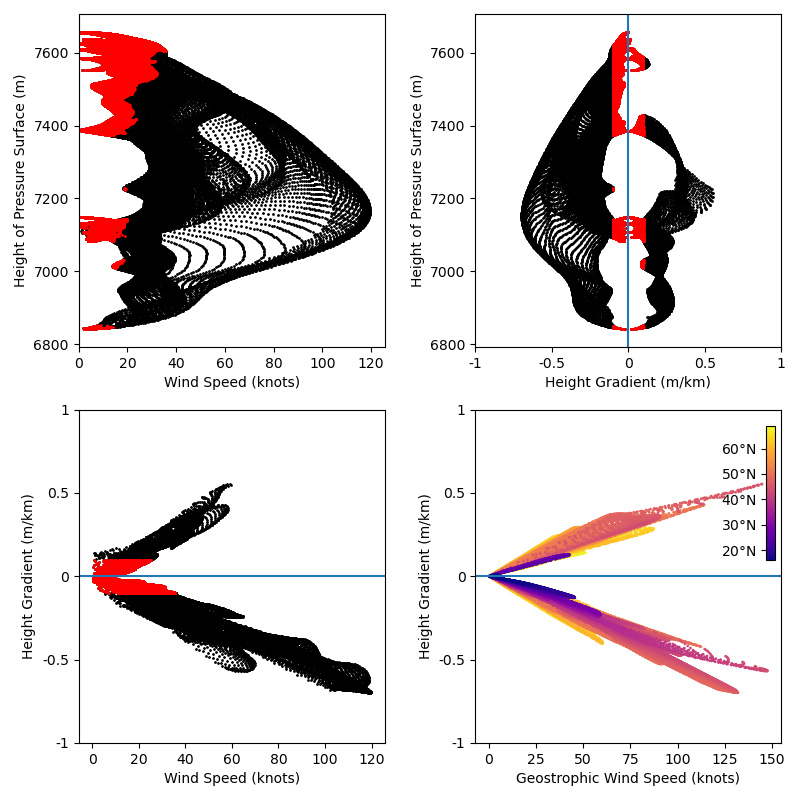 7600
7400
7200
7000
6800
Height of Pressure Surface (m)
0 20 40 60 80 100 120
Wind Speed (knots)
7600
7400
7200
7000
6800
Height of Pressure Surface (m)
-1 -0.5 0 0.5 1
Height Gradient (m/km)
1
0.5
0
-0.5
-1
Height Gradient (m/km)
0 20 40 60 80 100 120
Wind Speed (knots)
1
0.5
0
-0.5
-1
Height Gradient (m/km)
60°N
50°N
40°N
30°N
20°N
0 25 50 75 100 125 150
Geostrophic Wind Speed (knots)